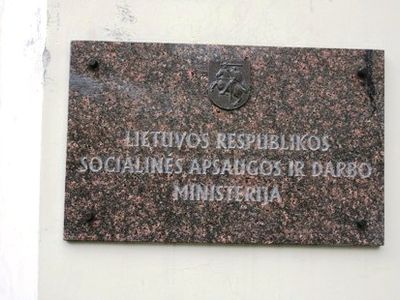 LIETUVOS RESPUBLIKOS
SOCIALINĖS APSAUGOS IR DARBO
MINISTERIJA